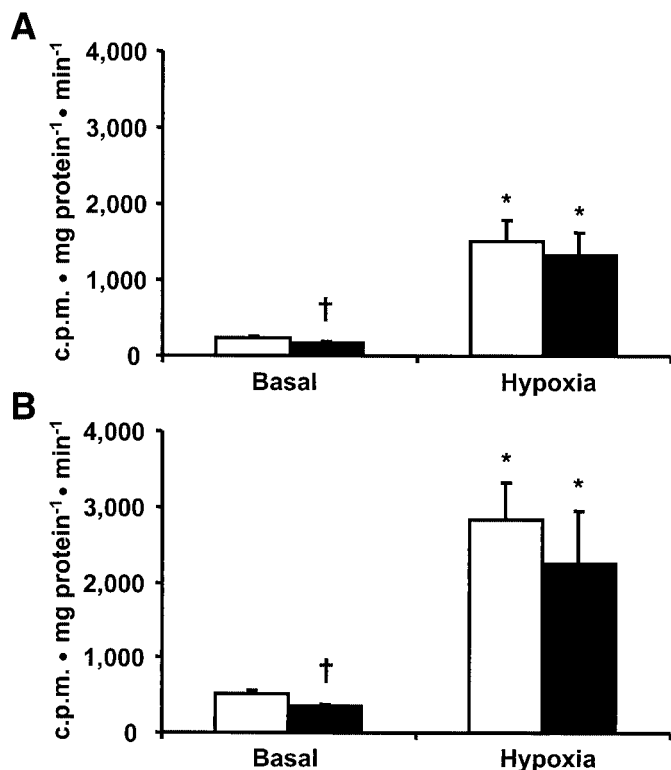 A
c.p.m. • mg protein⁻¹ • min⁻¹
4,000
3,000
2,000
1,000
0
*
*
†
Basal
Hypoxia
B
c.p.m. • mg protein⁻¹ • min⁻¹
4,000
3,000
2,000
1,000
0
*
*
†
Basal
Hypoxia